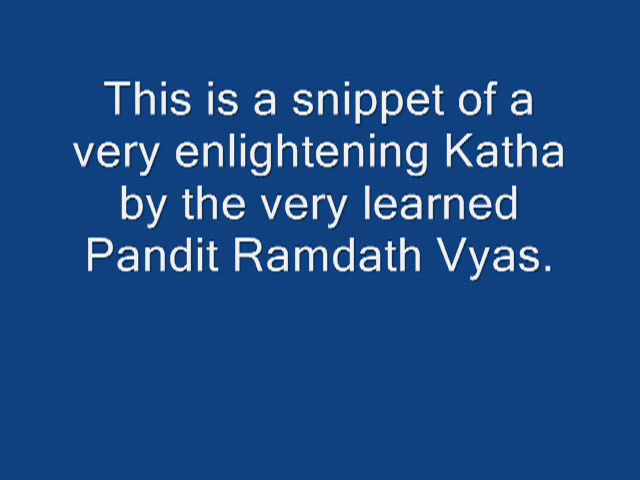 This is a snippet of a
very enlightening Katha
by the very learned
Pandit Ramdath Vyas.